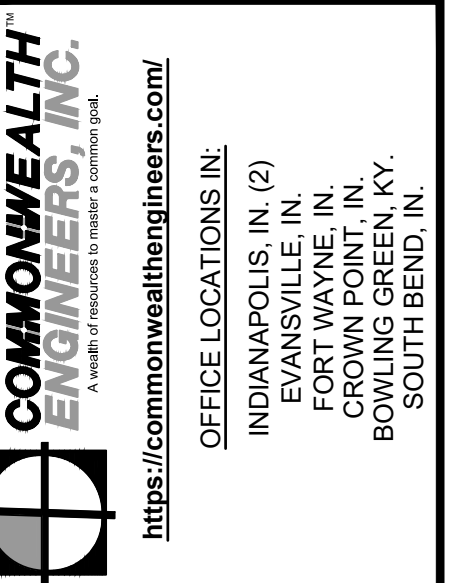 COMMONWEALTH™
ENGINEERS, INC.
A wealth of resources to master a common goal.
https://commonwealthengineers.com/
OFFICE LOCATIONS IN:
INDIANAPOLIS, IN. (2)
EVANSVILLE, IN.
FORT WAYNE, IN.
CROWN POINT, IN.
BOWLING GREEN, KY.
SOUTH BEND, IN.